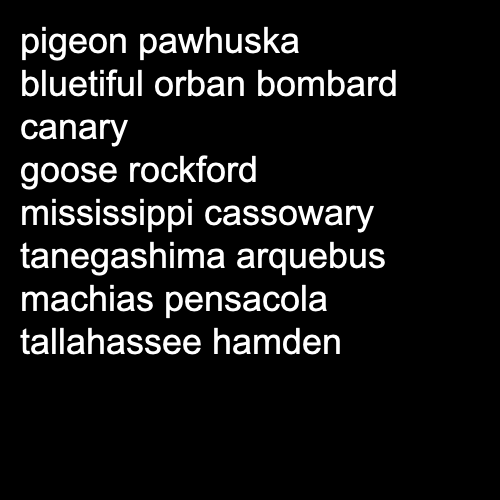 pigeon pawhuska
bluetiful orban bombard
canary
goose rockford
mississippi cassowary
tanegashima arquebus
machias pensacola
tallahassee hamden